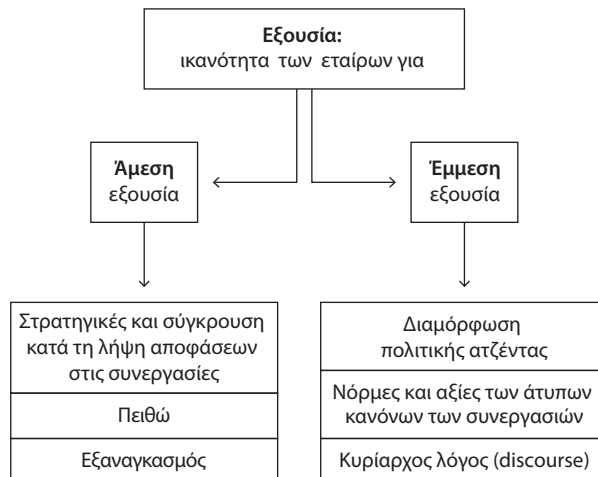 Εξουσία:
ικανότητα των εταίρων για
Άμεση
εξουσία
Έμμεση
εξουσία
Στρατηγικές και σύγκρουση
κατά τη λήψη αποφάσεων
στις συνεργασίες
Πειθώ
Εξαναγκασμός
Διαμόρφωση
πολιτικής ατζέντας
Νόρμες και αξίες των άτυπων
κανόνων των συνεργασιών
Κυρίαρχος λόγος (discourse)